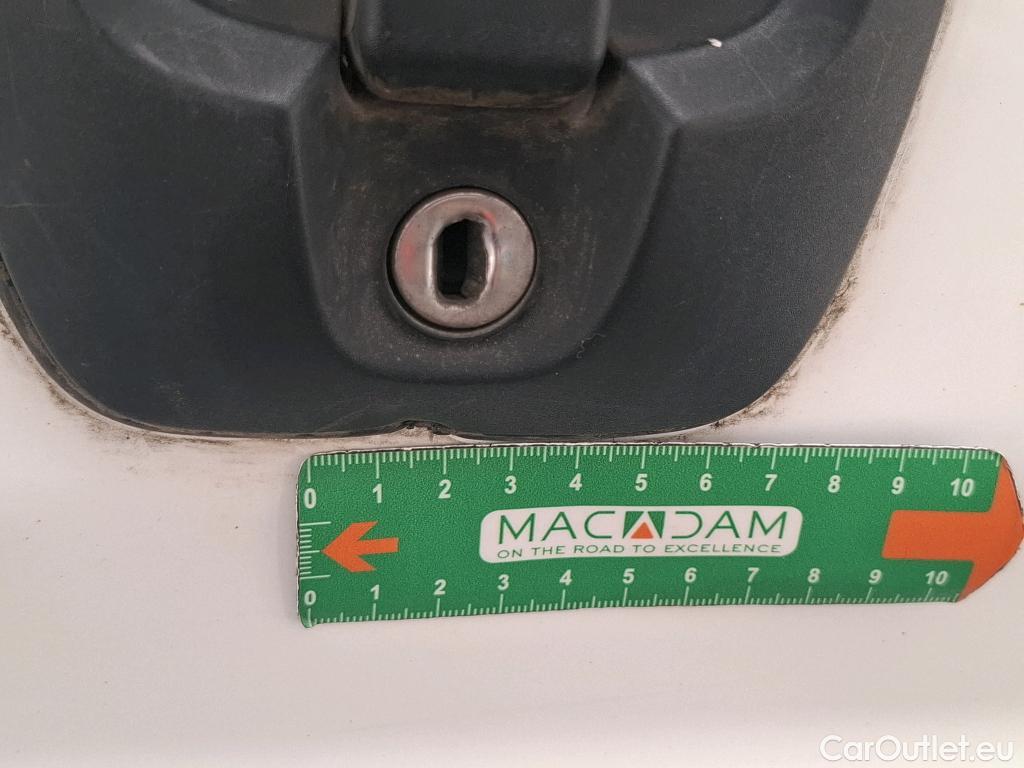 0 1 2 3 4 5 6 7 8 9 10
MACADAM
ON THE ROAD TO EXCELLENCE
0 1 2 3 4 5 6 7 8 9 10
CarOutlet.eu